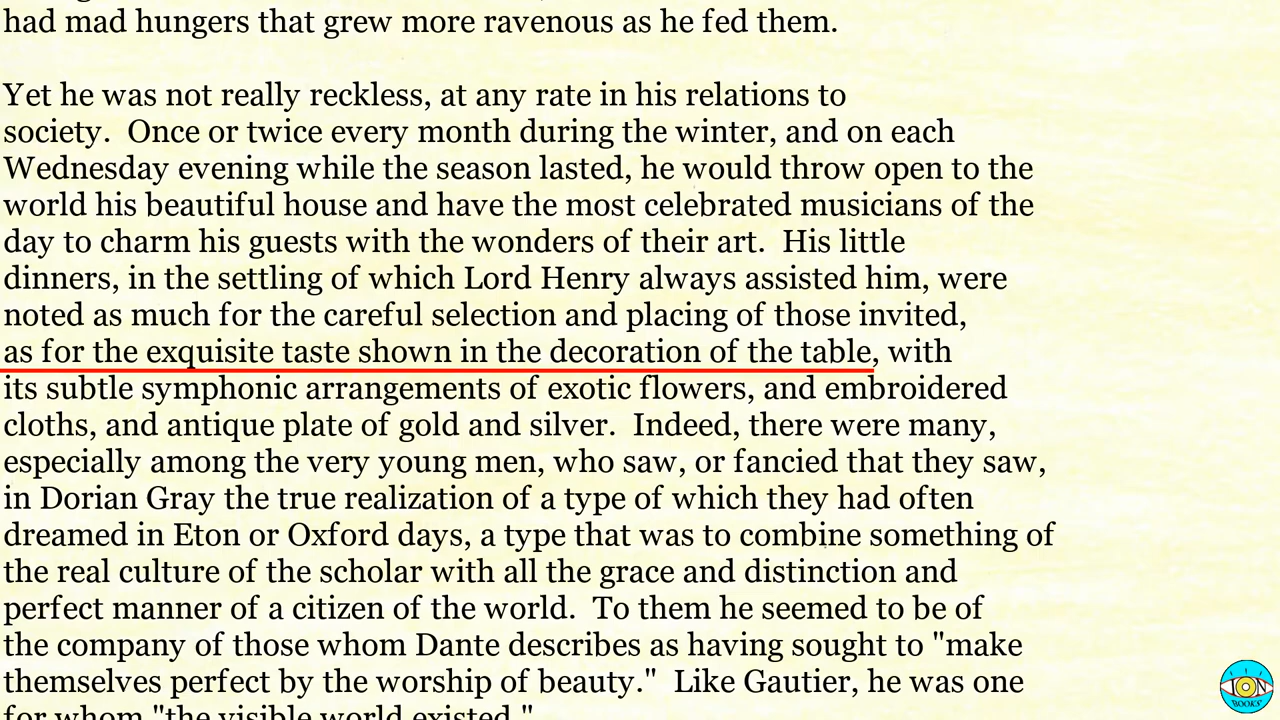 had mad hungers that grew more ravenous as he fed them.
Yet he was not really reckless, at any rate in his relations to
society.  Once or twice every month during the winter, and on each
Wednesday evening while the season lasted, he would throw open to the
world his beautiful house and have the most celebrated musicians of the
day to charm his guests with the wonders of their art.  His little
dinners, in the settling of which Lord Henry always assisted him, were
noted as much for the careful selection and placing of those invited,
as for the exquisite taste shown in the decoration of the table, with
its subtle symphonic arrangements of exotic flowers, and embroidered
cloths, and antique plate of gold and silver.  Indeed, there were many,
especially among the very young men, who saw, or fancied that they saw,
in Dorian Gray the true realization of a type of which they had often
dreamed in Eton or Oxford days, a type that was to combine something of
the real culture of the scholar with all the grace and distinction and
perfect manner of a citizen of the world.  To them he seemed to be of
the company of those whom Dante describes as having sought to "make
themselves perfect by the worship of beauty."  Like Gautier, he was one
for whom "the visible world existed."
ION
BOOKS